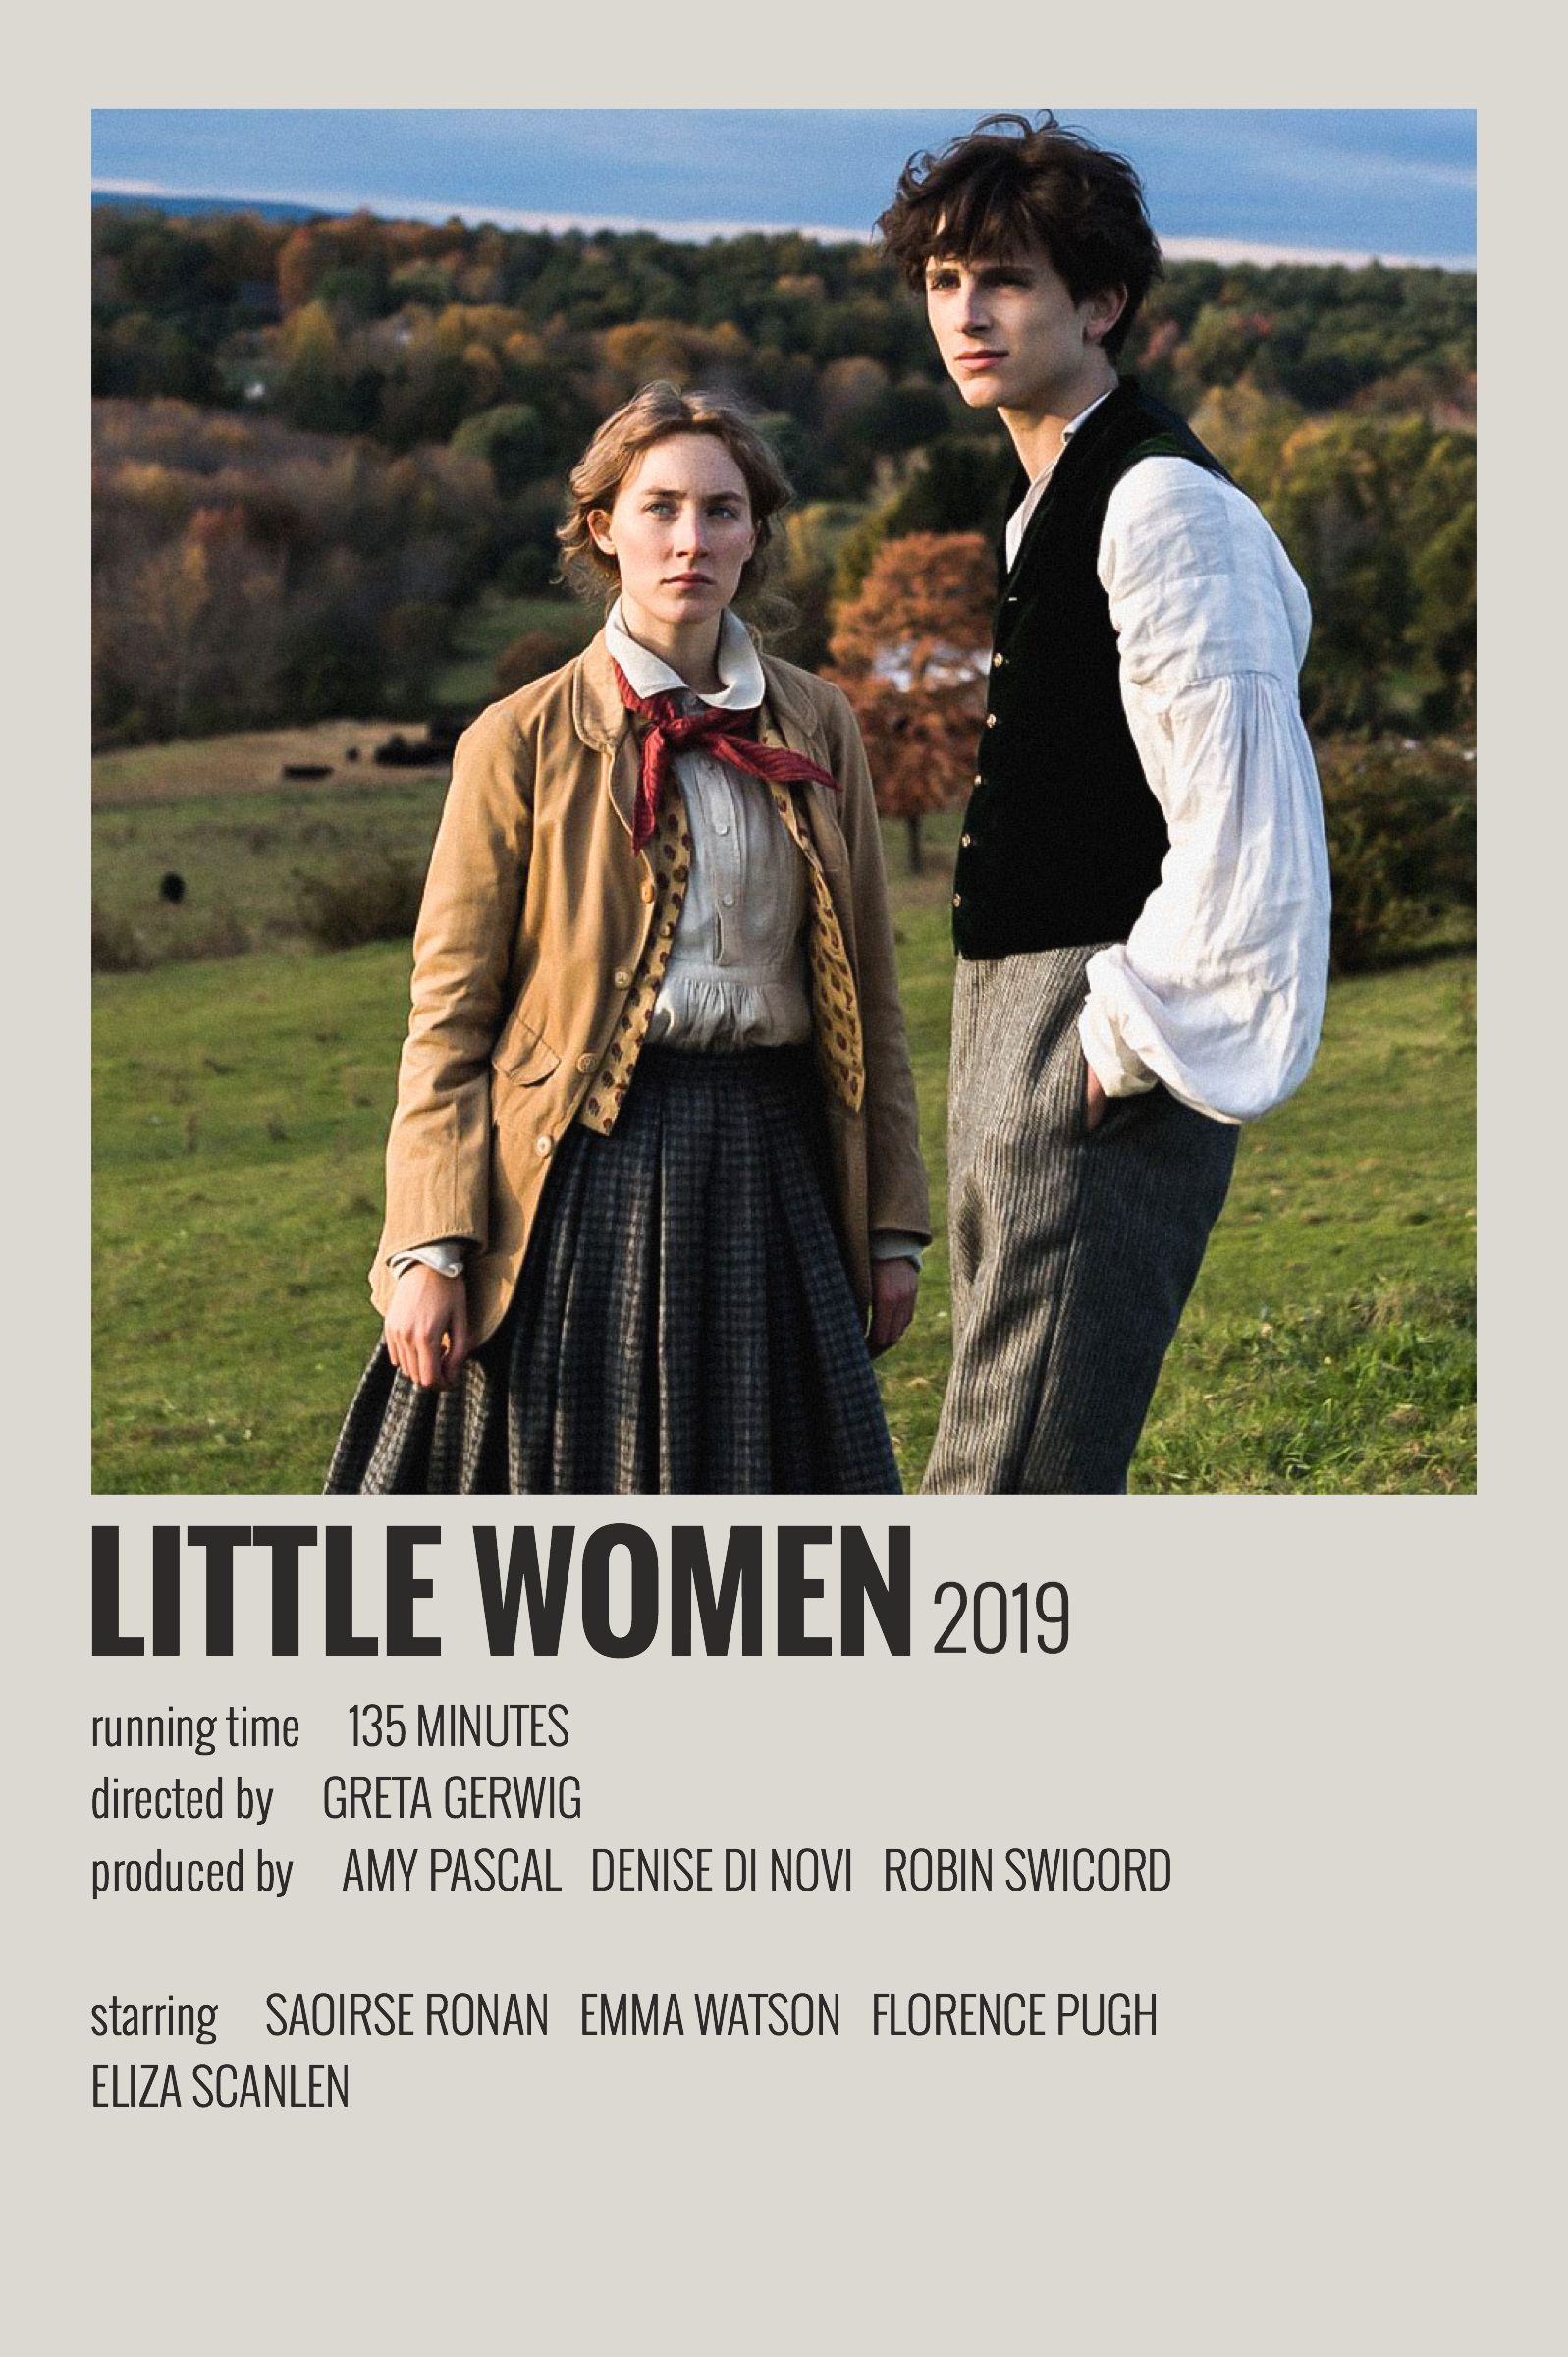 LITTLE WOMEN 2019
running time 135 MINUTES
directed by GRETA GERWIG
produced by AMY PASCAL DENISE DI NOVI ROBIN SWICORD
starring SAOIRSE RONAN EMMA WATSON FLORENCE PUGH
ELIZA SCANLEN